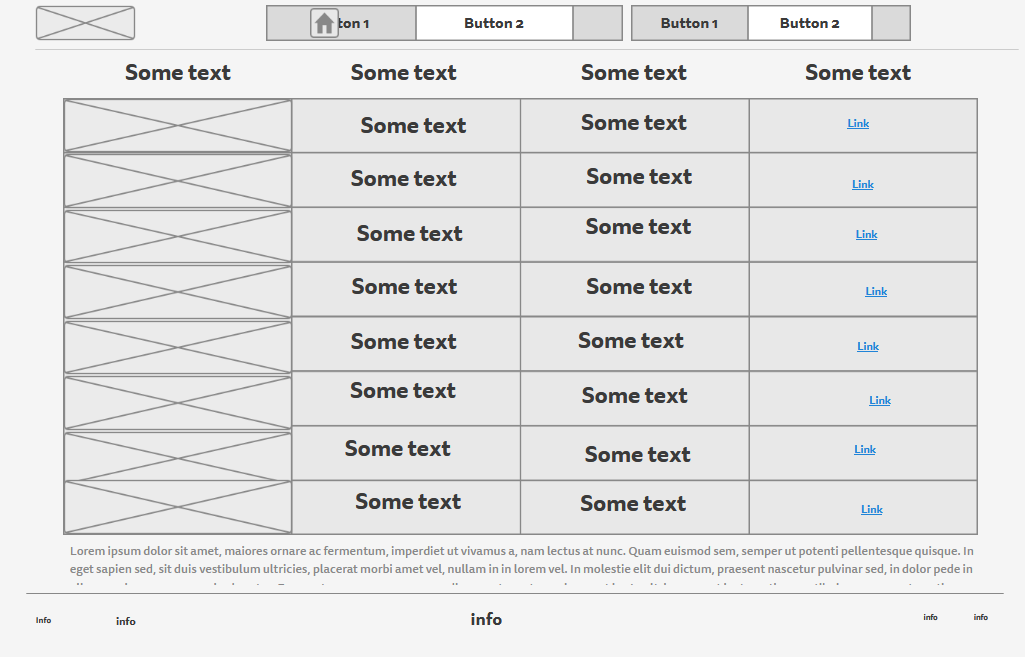 ton 1 Button 2 Button 1 Button 2
Some text Some text Some text Some text
Some text Some text Link
Some text Some text Link
Some text Some text Link
Some text Some text Link
Some text Some text Link
Some text Some text Link
Some text Some text Link
Some text Some text Link
Lorem ipsum dolor sit amet, maiores ornare ac fermentum, imperdiet ut vivamus a, nam lectus at nunc. Quam euismod sem, semper ut potenti pellentesque quisque. In
eget sapien sed, sit duis vestibulum ultricies, placerat morbi amet vel, nullam in in lorem vel. In molestie elit dui dictum, praesent nascetur pulvinar sed, in dolor pede in
Info info info info info